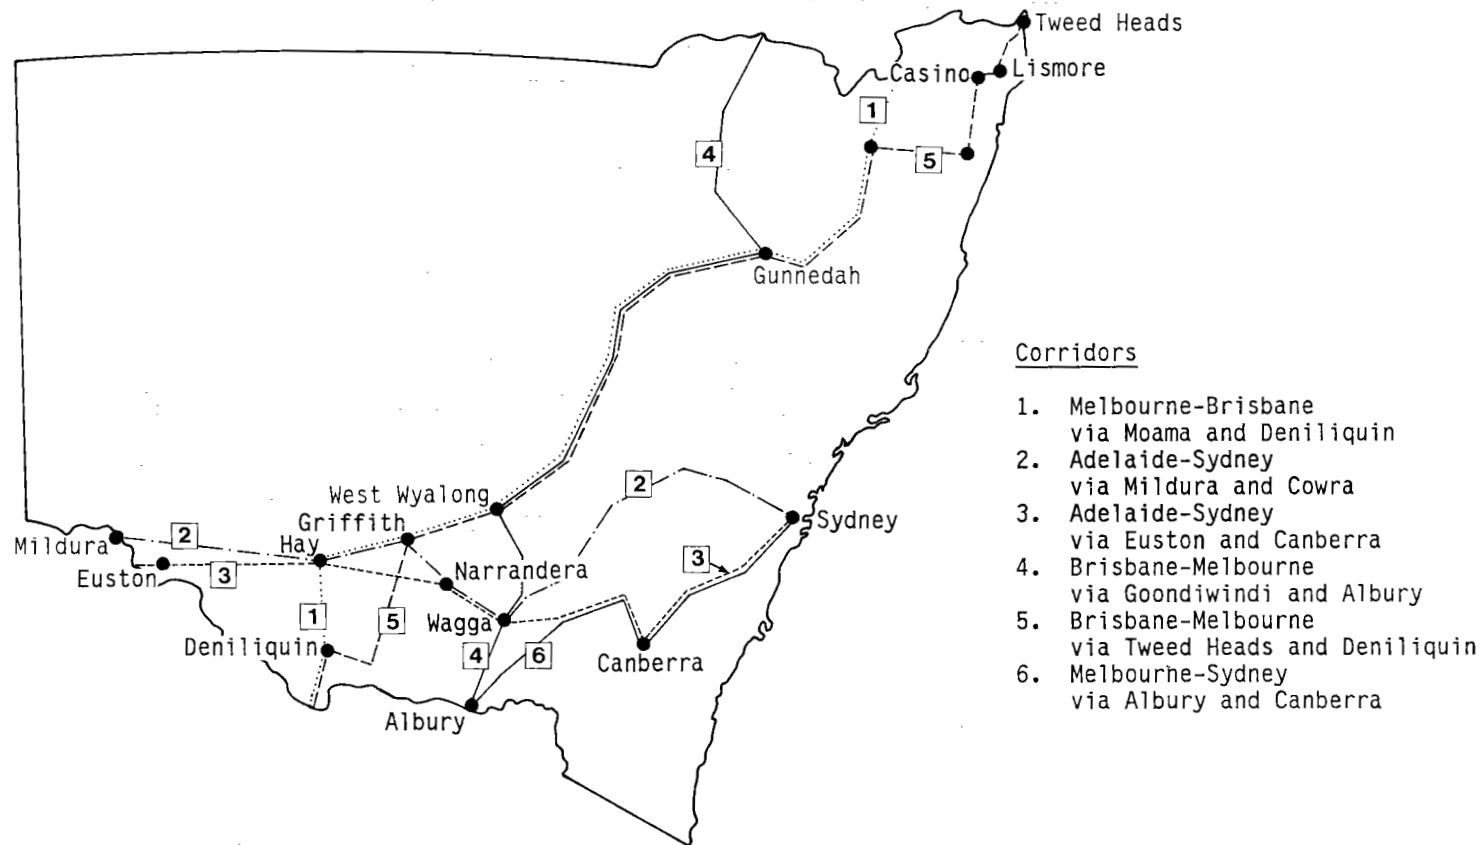 Tweed Heads
Casino
Lismore
1
4
5
Gunnedah
Corridors
1. Melbourne-Brisbane
via Moama and Deniliquin
2. Adelaide-Sydney
via Mildura and Cowra
3. Adelaide-Sydney
via Euston and Canberra
4. Brisbane-Melbourne
via Goondiwindi and Albury
5. Brisbane-Melbourne
via Tweed Heads and Deniliquin
6. Melbourne-Sydney
via Albury and Canberra
2
West Wyalong
Griffith
Sydney
2
Hay
Mildura
3
Narrandera
Euston
3
1
5
Wagga
Deniliquin
4
6
Canberra
Albury